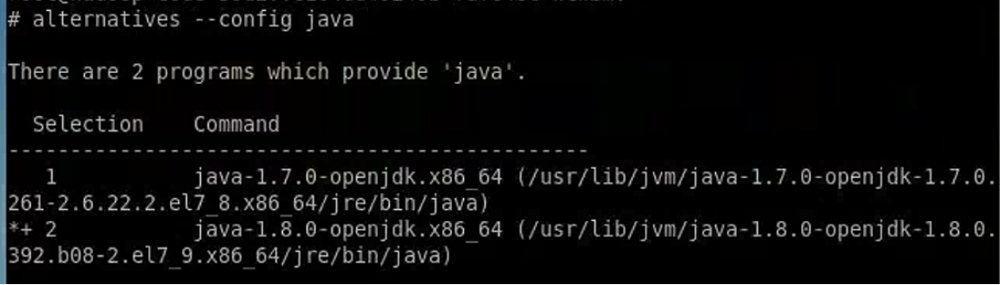 # alternatives --config java
There are 2 programs which provide 'java'.
  Selection    Command
-----------------------------------------------
   1           java-1.7.0-openjdk.x86_64 (/usr/lib/jvm/java-1.7.0-openjdk-1.7.0.
261-2.6.22.2.el7_8.x86_64/jre/bin/java)
*+ 2           java-1.8.0-openjdk.x86_64 (/usr/lib/jvm/java-1.8.0-openjdk-1.8.0.
392.b08-2.el7_9.x86_64/jre/bin/java)